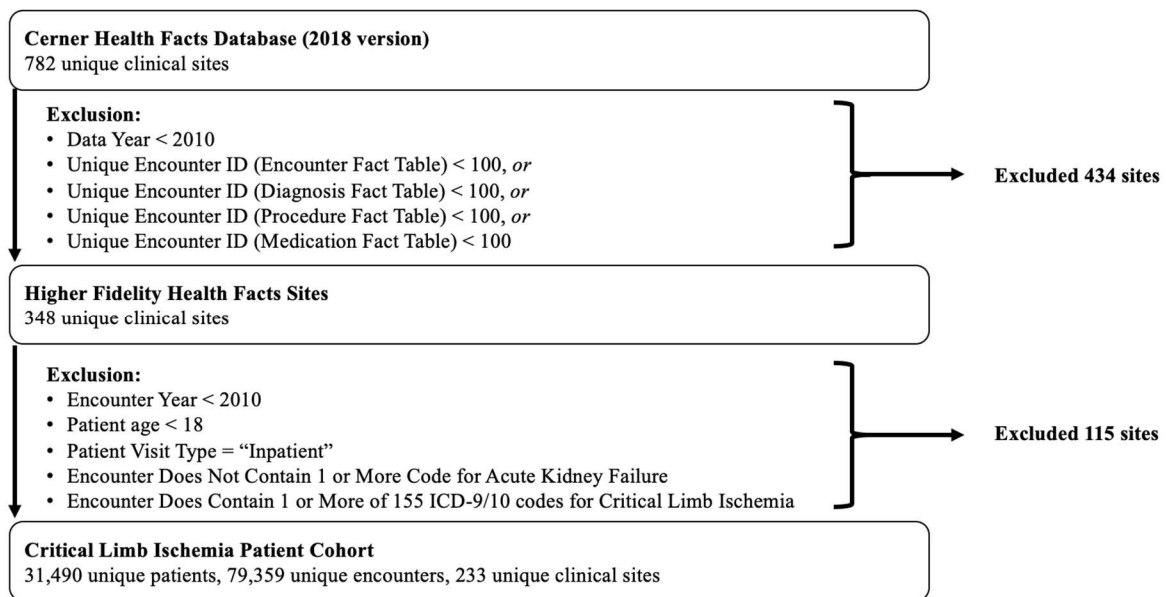 Cerner Health Facts Database (2018 version)
782 unique clinical sites
Exclusion:
• Data Year < 2010
• Unique Encounter ID (Encounter Fact Table) < 100, or
• Unique Encounter ID (Diagnosis Fact Table) < 100, or
• Unique Encounter ID (Procedure Fact Table) < 100, or
• Unique Encounter ID (Medication Fact Table) < 100
Excluded 434 sites
Higher Fidelity Health Facts Sites
348 unique clinical sites
Exclusion:
• Encounter Year < 2010
• Patient age < 18
• Patient Visit Type = “Inpatient”
• Encounter Does Not Contain 1 or More Code for Acute Kidney Failure
• Encounter Does Contain 1 or More of 155 ICD-9/10 codes for Critical Limb Ischemia
Excluded 115 sites
Critical Limb Ischemia Patient Cohort
31,490 unique patients, 79,359 unique encounters, 233 unique clinical sites